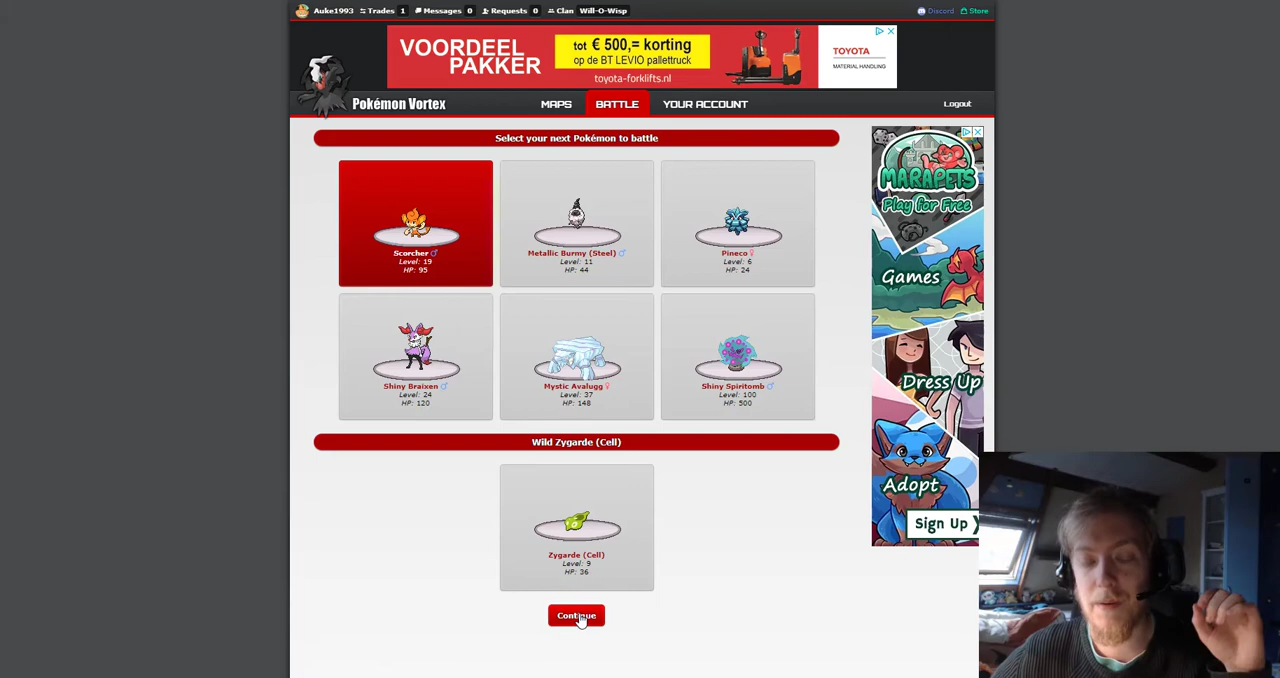 Auke1993 Trades 1 Messages 0 Requests 0 Clan Will-O-Wisp Discord Store
VOORDEEL
PAKKER
tot € 500,= korting
op de BT LEVIO pallettruck
toyota-forklifts.nl
TOYOTA
MATERIAL HANDLING
Pokémon Vortex MAPS BATTLE YOUR ACCOUNT Logout
Select your next Pokémon to battle
Scorcher ♂
Level: 19
HP: 95
Metallic Burmy (Steel) ♂
Level: 11
HP: 44
Pineco ♀
Level: 6
HP: 24
Shiny Braixen ♂
Level: 24
HP: 120
Mystic Avalugg ♀
Level: 37
HP: 148
Shiny Spiritomb ♂
Level: 100
HP: 500
Wild Zygarde (Cell)
Zygarde (Cell)
Level: 9
HP: 36
Continue
MARAPETS
Play for Free
Games
Dress Up
Adopt
Sign Up